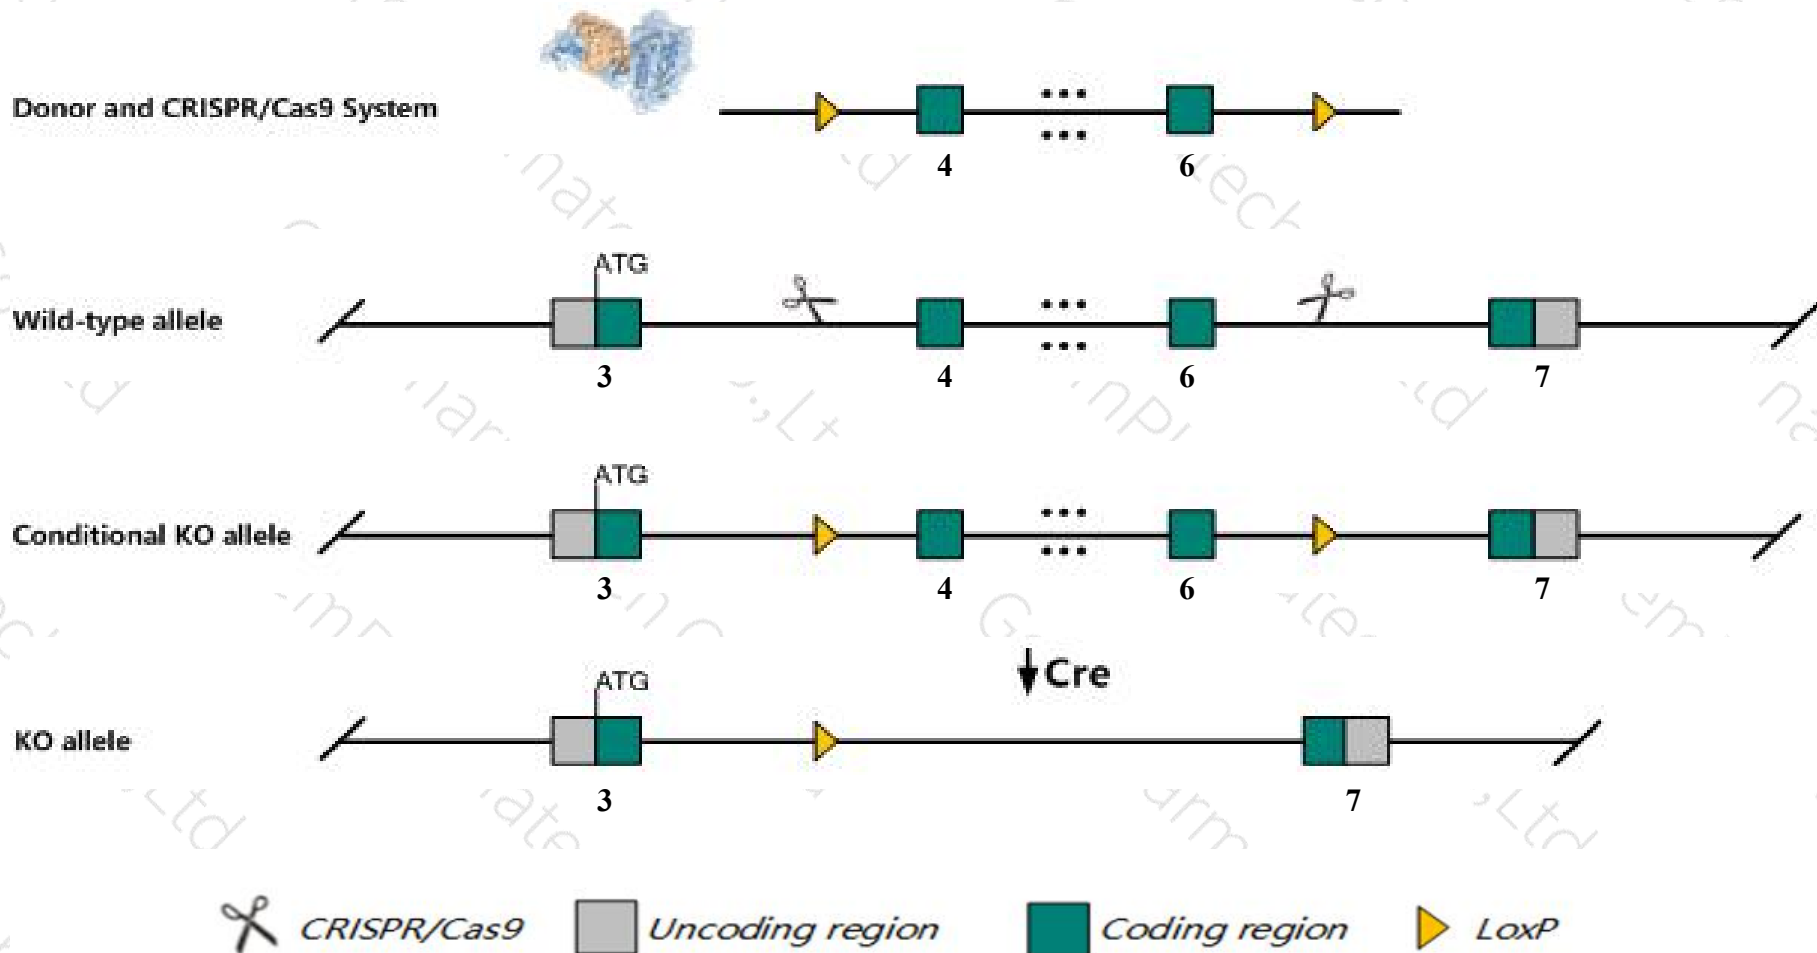 Donor and CRISPR/Cas9 System
4 6
ATG
Wild-type allele
3 4 6 7
ATG
Conditional KO allele
3 4 6 7
Cre
ATG
KO allele
3 7
CRISPR/Cas9 Uncoding region Coding region LoxP